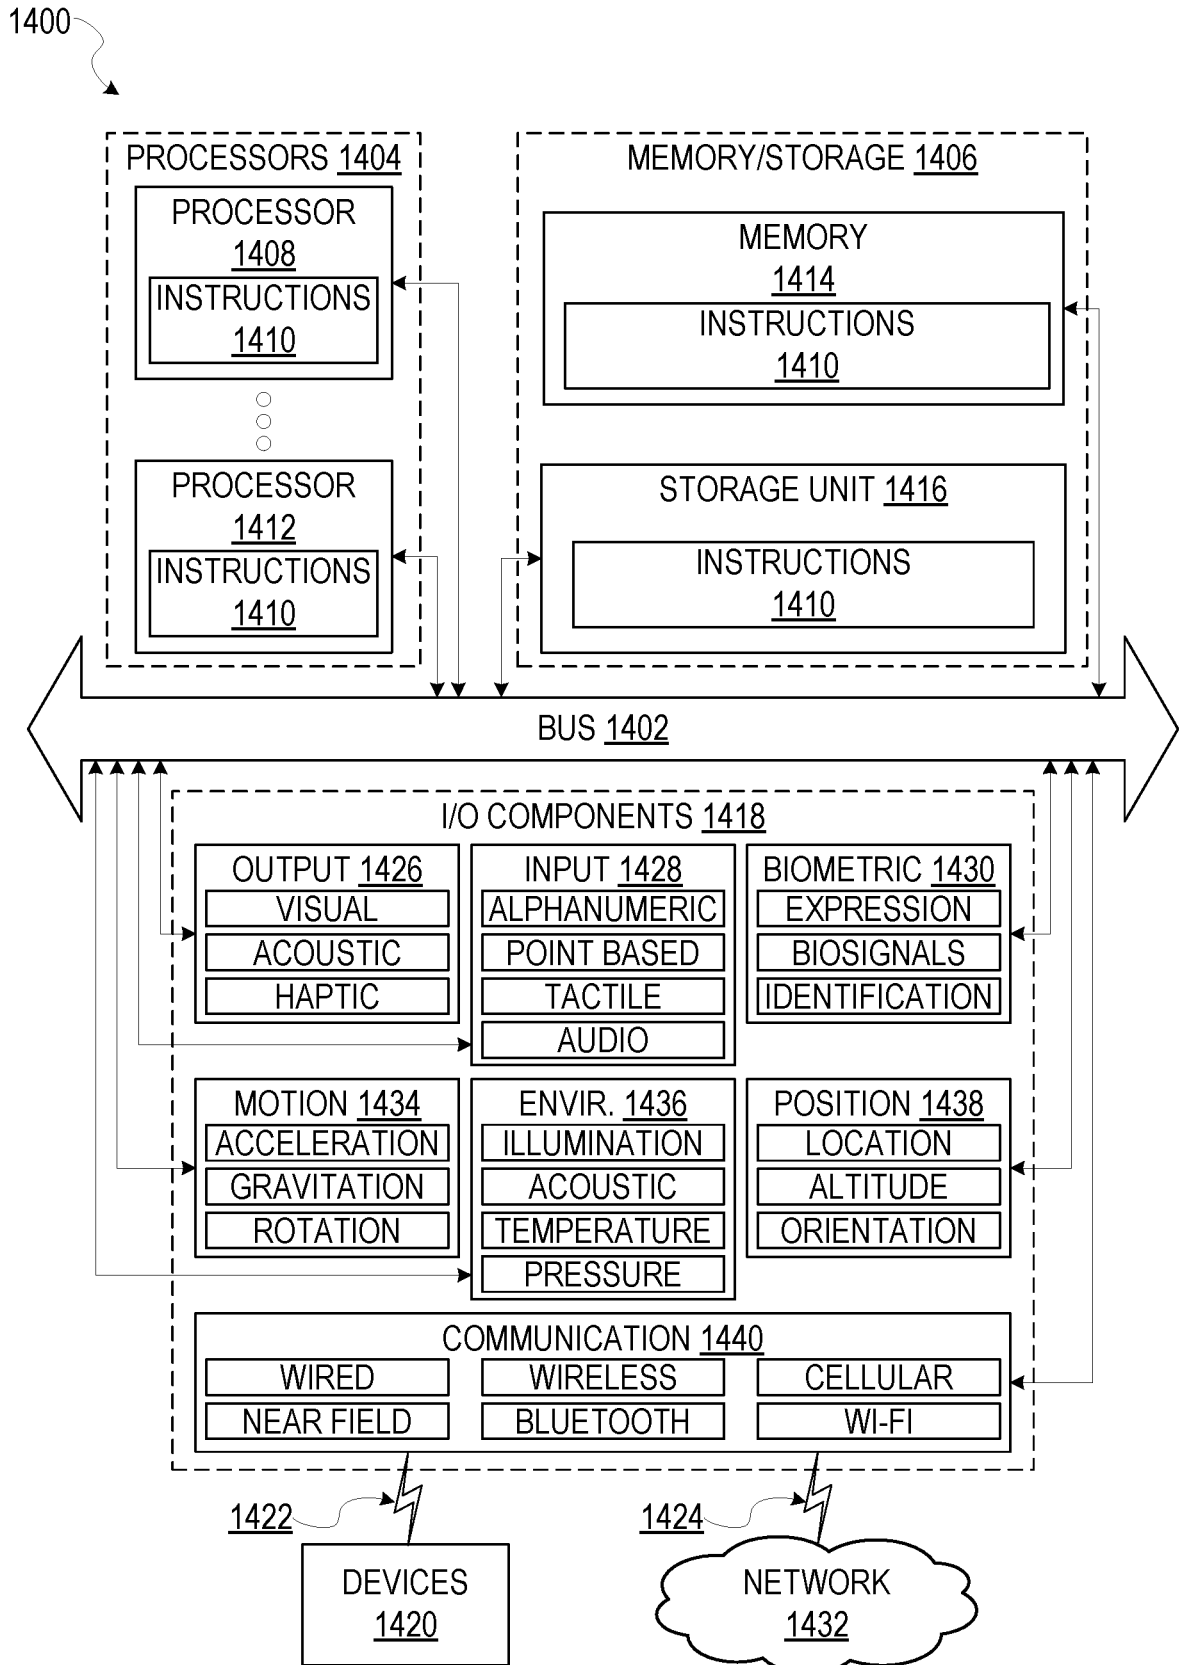 1400
PROCESSORS 1404
PROCESSOR
1408
INSTRUCTIONS
1410
PROCESSOR
1412
INSTRUCTIONS
1410
MEMORY/STORAGE 1406
MEMORY
1414
INSTRUCTIONS
1410
STORAGE UNIT 1416
INSTRUCTIONS
1410
BUS 1402
I/O COMPONENTS 1418
OUTPUT 1426
VISUAL
ACOUSTIC
HAPTIC
INPUT 1428
ALPHANUMERIC
POINT BASED
TACTILE
AUDIO
BIOMETRIC 1430
EXPRESSION
BIOSIGNALS
IDENTIFICATION
MOTION 1434
ACCELERATION
GRAVITATION
ROTATION
ENVIR. 1436
ILLUMINATION
ACOUSTIC
TEMPERATURE
PRESSURE
POSITION 1438
LOCATION
ALTITUDE
ORIENTATION
COMMUNICATION 1440
WIRED
WIRELESS
CELLULAR
NEAR FIELD
BLUETOOTH
WI-FI
1422
1424
DEVICES
1420
NETWORK
1432